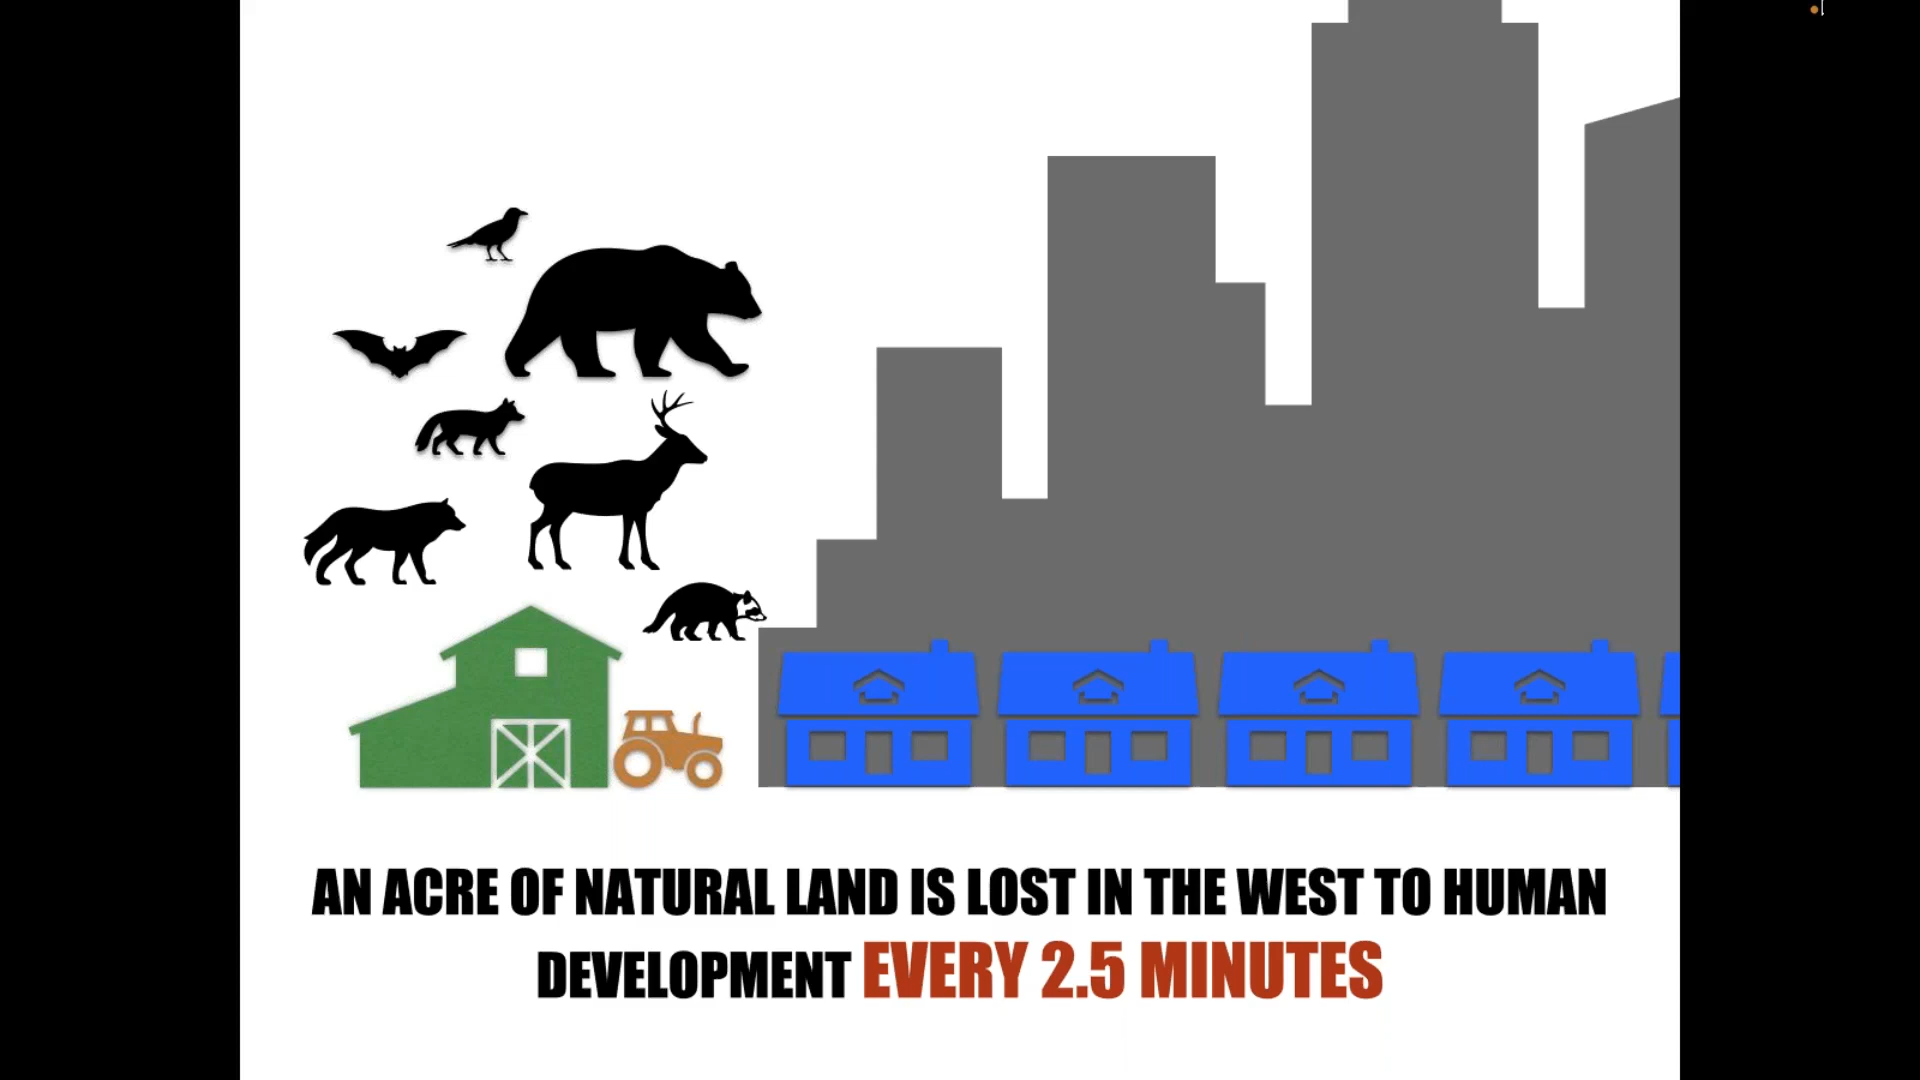 AN ACRE OF NATURAL LAND IS LOST IN THE WEST TO HUMAN
DEVELOPMENT EVERY 2.5 MINUTES